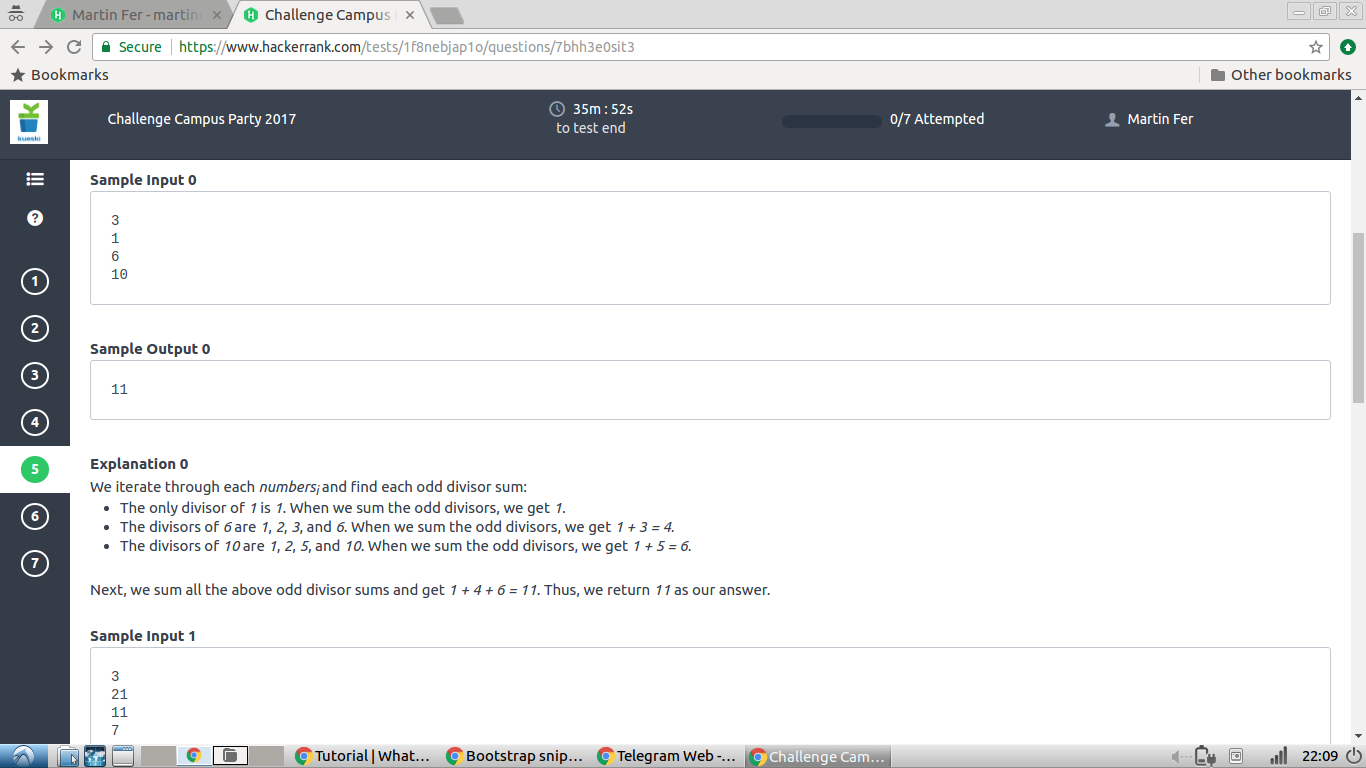 Martin Fer - martin
Challenge Campus
Secure
https://www.hackerrank.com/tests/1f8nebjap1o/questions/7bhh3e0sit3
Bookmarks
Other bookmarks
kueski
Challenge Campus Party 2017
35m : 52s
to test end
0/7 Attempted
Martin Fer
?
1
2
3
4
5
6
7
Sample Input 0
3
1
6
10
Sample Output 0
11
Explanation 0
We iterate through each numbersi and find each odd divisor sum:
• The only divisor of 1 is 1. When we sum the odd divisors, we get 1.
• The divisors of 6 are 1, 2, 3, and 6. When we sum the odd divisors, we get 1 + 3 = 4.
• The divisors of 10 are 1, 2, 5, and 10. When we sum the odd divisors, we get 1 + 5 = 6.
Next, we sum all the above odd divisor sums and get 1 + 4 + 6 = 11. Thus, we return 11 as our answer.
Sample Input 1
3
21
11
7
Tutorial | What...
Bootstrap snip...
Telegram Web -...
Challenge Cam...
22:09